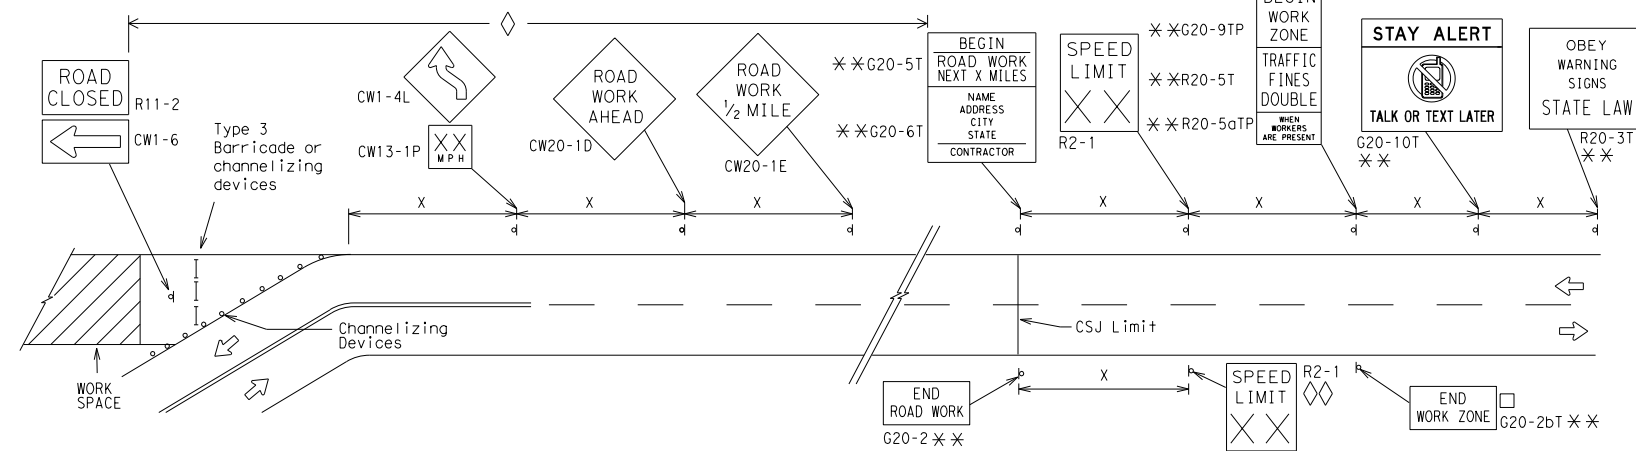 ROAD
CLOSED
R11-2
CW1-6
Type 3
Barricade or
channelizing
devices
CW1-4L
CW13-1P
XX
MPH
ROAD
WORK
AHEAD
CW20-1D
ROAD
WORK
1/2 MILE
CW20-1E
**G20-5T
**G20-6T
BEGIN
ROAD WORK
NEXT X MILES
NAME
ADDRESS
CITY
STATE
CONTRACTOR
SPEED
LIMIT
XX
R2-1
**G20-9TP
**R20-5T
**R20-5aTP
BEGIN
WORK
ZONE
TRAFFIC
FINES
DOUBLE
WHEN
WORKERS
ARE PRESENT
STAY ALERT
TALK OR TEXT LATER
G20-10T
**
OBEY
WARNING
SIGNS
STATE LAW
R20-3T
**
X
X
X
X
X
X
X
Channelizing
Devices
CSJ Limit
WORK
SPACE
END
ROAD WORK
G20-2**
X
SPEED
LIMIT
XX
R2-1
END
WORK ZONE
G20-2bT**